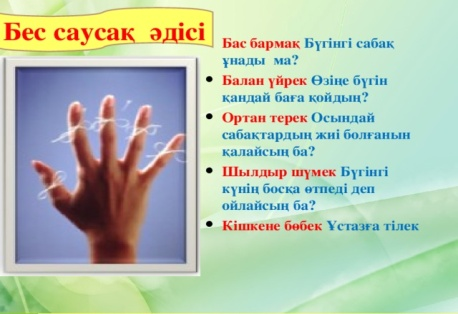 Бес саусақ әдісі
Бас бармақ Бүгінгі сабақ
ұнады ма?
Балан үйрек Өзіңе бүгін
қандай баға қойдың?
Ортан терек Осындай
сабақтардың жиі болғанын
қалайсың ба?
Шылдыр шүмек Бүгінгі
күнің босқа өтпеді деп
ойлайсың ба?
Кішкене бөбек Ұстазға тілек